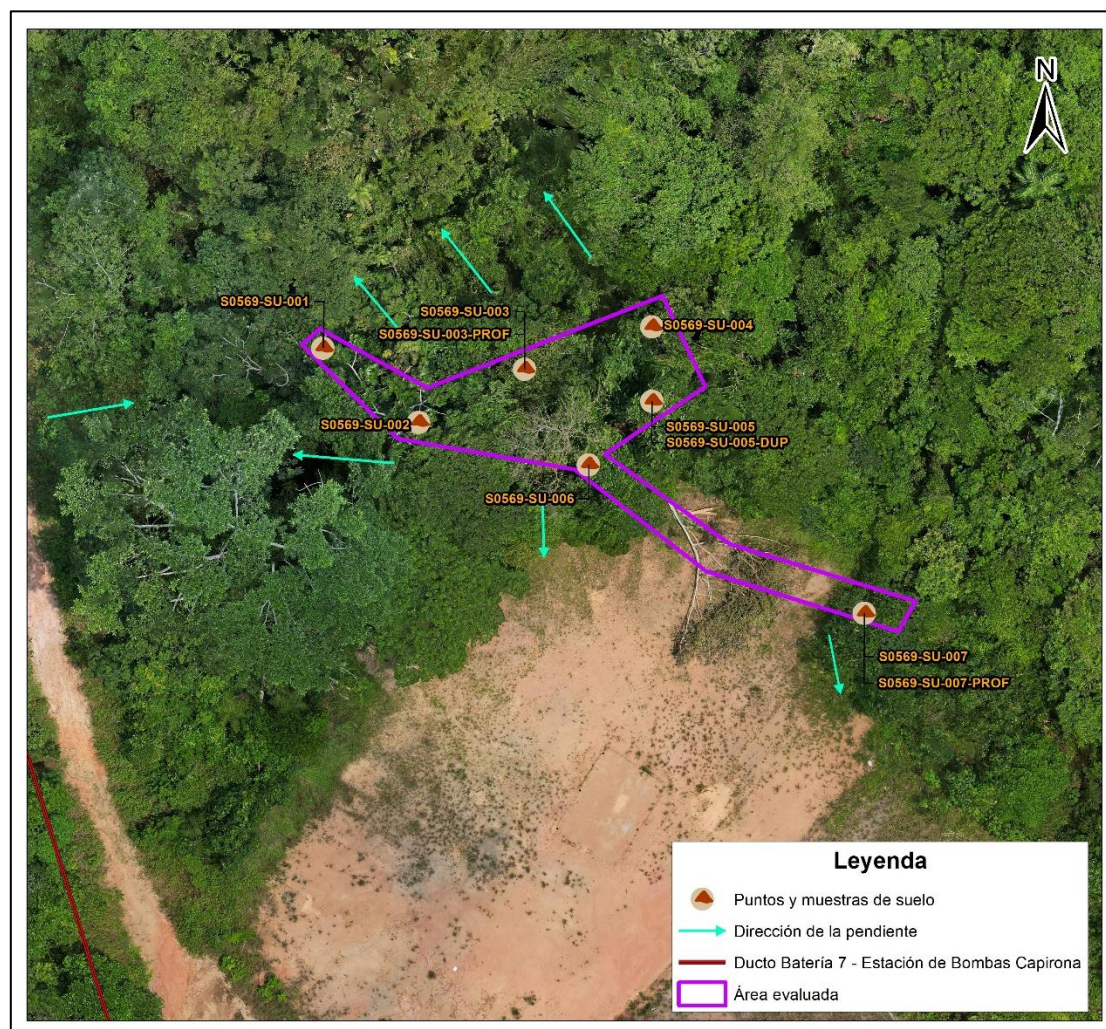 N
S0569-SU-001
S0569-SU-003
S0569-SU-003-PROF
S0569-SU-004
S0569-SU-002
S0569-SU-005
S0569-SU-005-DUP
S0569-SU-006
S0569-SU-007
S0569-SU-007-PROF
Leyenda
Puntos y muestras de suelo
Dirección de la pendiente
Ducto Batería 7 - Estación de Bombas Capirona
Área evaluada